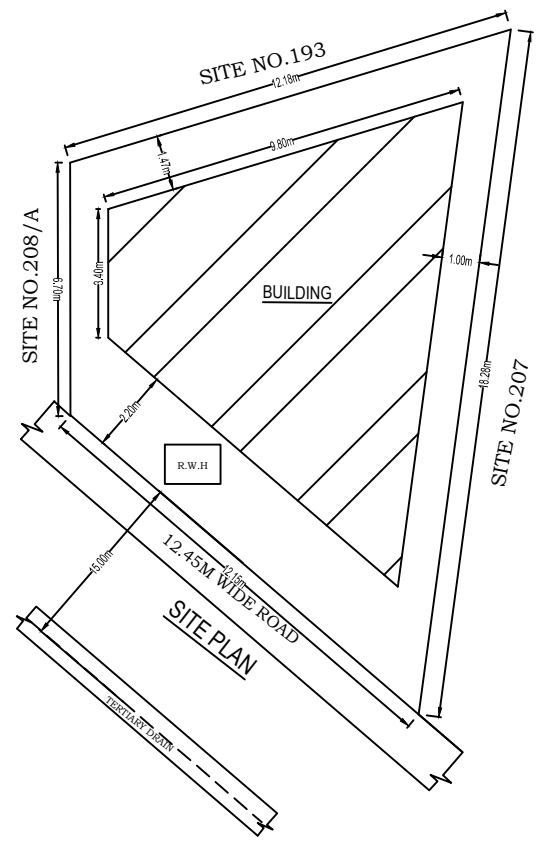 SITE NO.193
12.18m
9.80m
1.47m
SITE NO.208/A
6.70m
3.40m
BUILDING
1.00m
18.28m
SITE NO.207
2.20m
R.W.H
15.00m
12.15m
12.45M WIDE ROAD
SITE PLAN
TERTIARY DRAIN